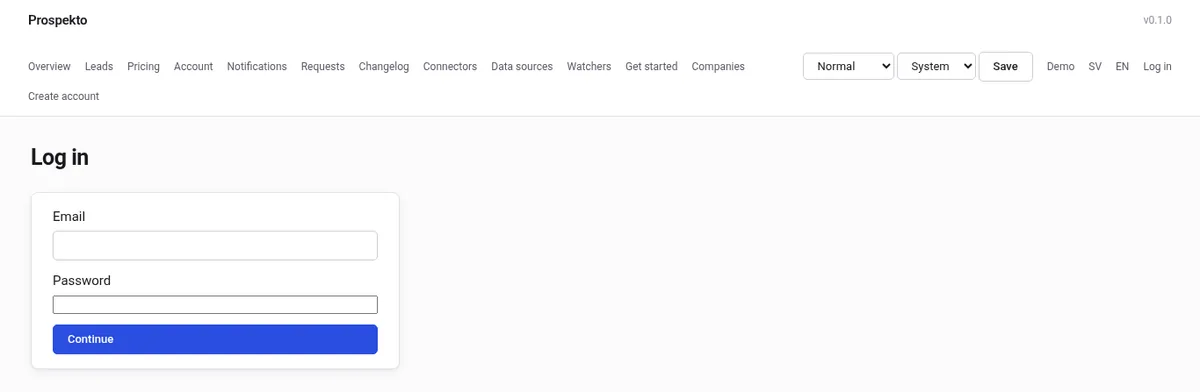 Prospekto v0.1.0
Overview Leads Pricing Account Notifications Requests Changelog Connectors Data sources Watchers Get started Companies Normal System Save Demo SV EN Log in
Create account
Log in
Email
Password
Continue